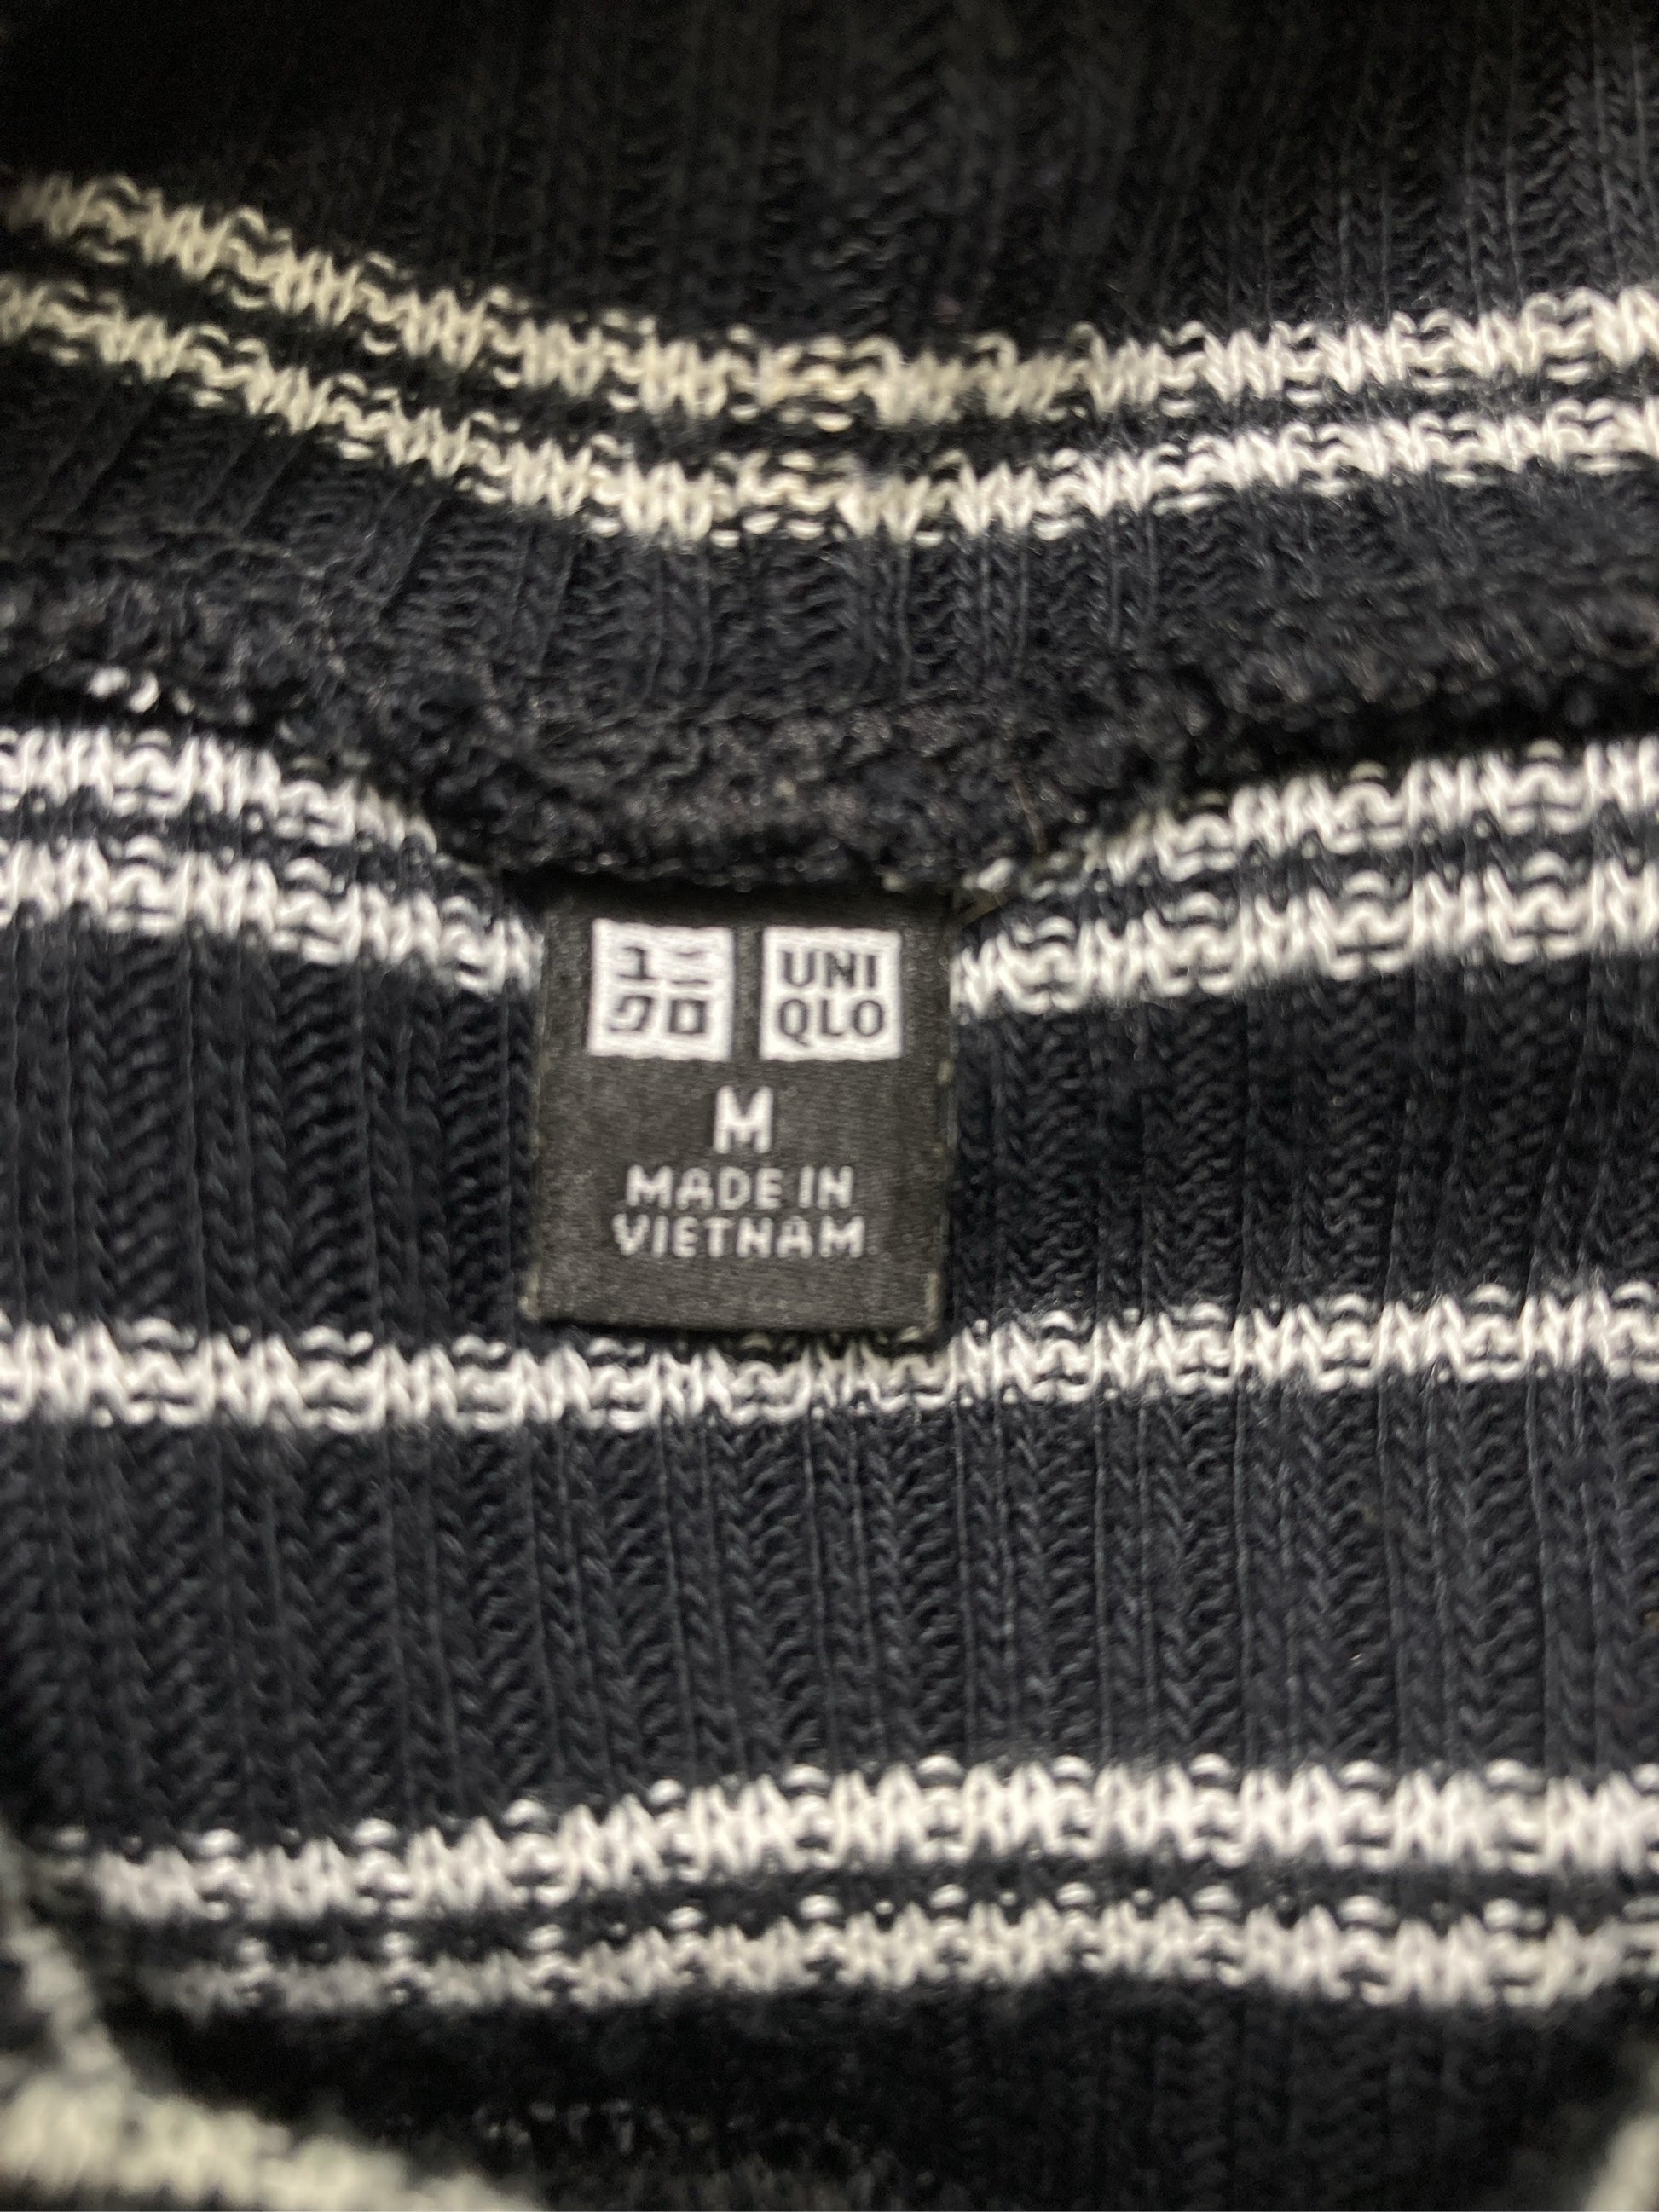 ユニ
クロ
UNI
QLO
M
MADE IN
VIETNAM